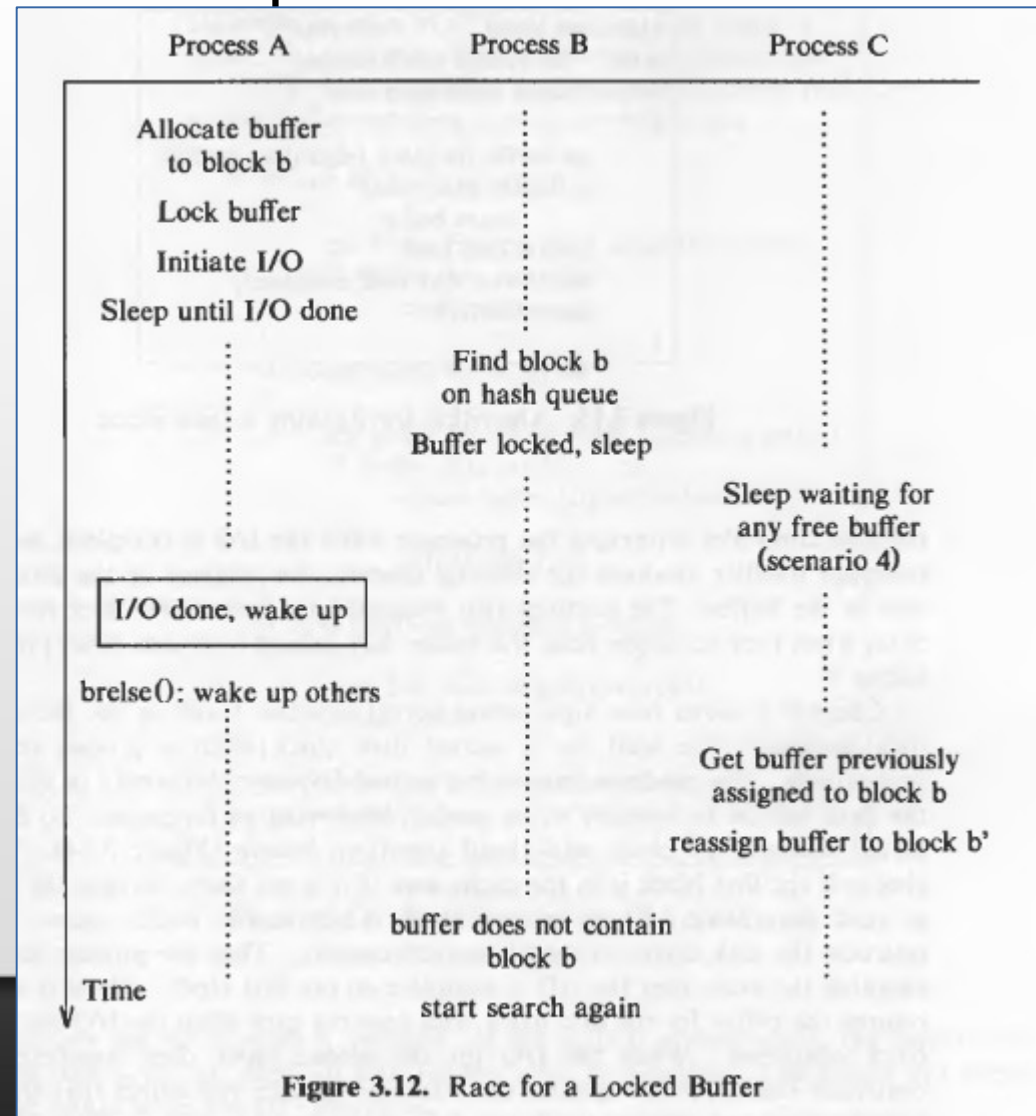 Process A Process B Process C
Allocate buffer
to block b
Lock buffer
Initiate I/O
Sleep until I/O done
Find block b
on hash queue
Buffer locked, sleep
Sleep waiting for
any free buffer
(scenario 4)
I/O done, wake up
brelse(): wake up others
Get buffer previously
assigned to block b
reassign buffer to block b'
buffer does not contain
block b
start search again
Time
Figure 3.12. Race for a Locked Buffer